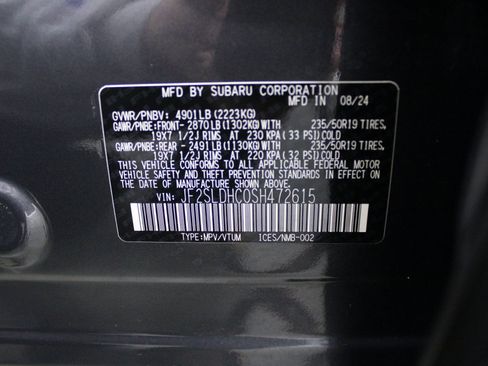 MFD BY SUBARU CORPORATION
MFD IN 08/24
GVWR/PNBV: 4901LB(2223KG)
GAWR/PNBE:FRONT- 2870LB(1302KG) 235/50R19 TIRES,
19X7 1/2J RIMS AT 230 KPA(33 PSI)COLD
GAWR/PNBE:REAR - 2491LB(1130KG) 235/50R19 TIRES,
19X7 1/2J RIMS AT 220 KPA(32 PSI)COLD
THIS VEHICLE CONFORMS TO ALL APPLICABLE FEDERAL MOTOR
VEHICLE SAFETY, BUMPER, AND THEFT PREVENTION STANDARDS IN EFFECT
ON THE DATE OF MANUFACTURE SHOWN ABOVE.
VIN: JF2SLDHC0SH472615
TYPE:MPV/VTUM ICES/NMB-002